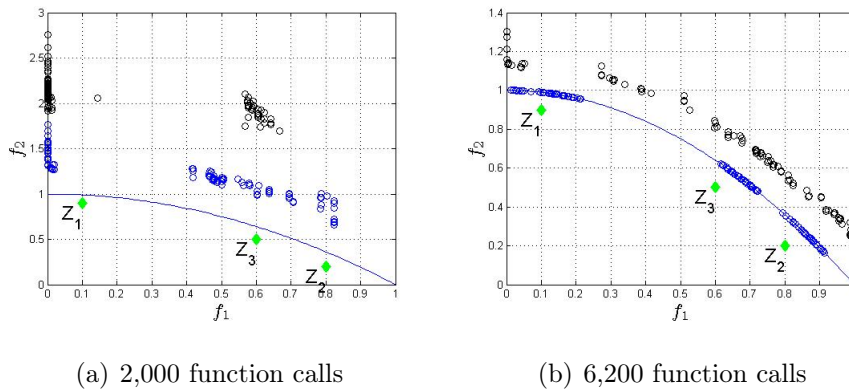 3
2.5
2
1.5
1
0.5
0
f2
Z1
Z3
Z2
0 0.1 0.2 0.3 0.4 0.5 0.6 0.7 0.8 0.9 1
f1
(a) 2,000 function calls
1.4
1.2
1
0.8
0.6
0.4
0.2
0
f2
Z1
Z3
Z2
0 0.1 0.2 0.3 0.4 0.5 0.6 0.7 0.8 0.9
f1
(b) 6,200 function calls